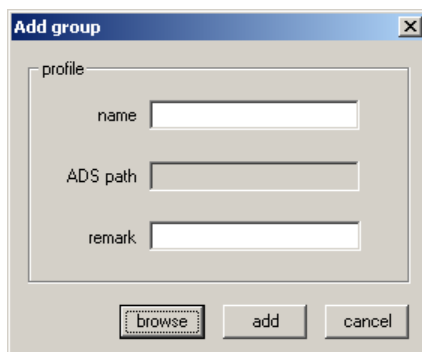 Add group
profile
name
ADS path
remark
browse add cancel